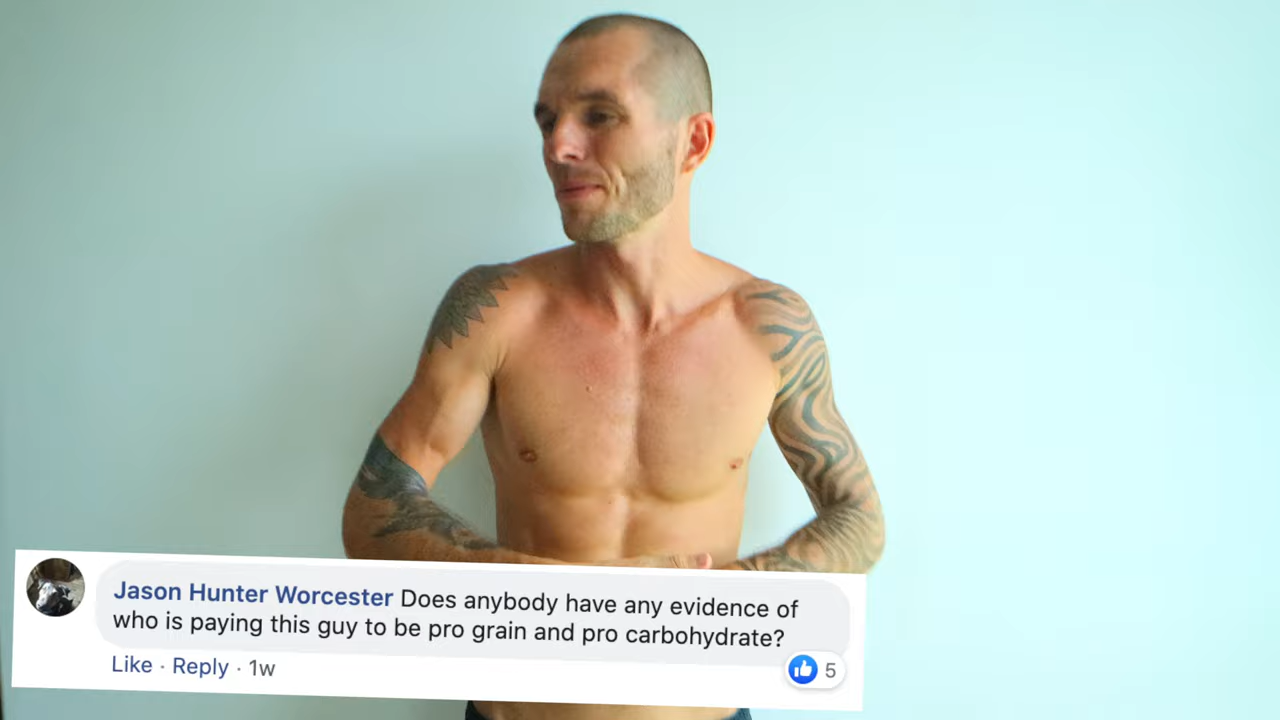 Jason Hunter Worcester Does anybody have any evidence of
who is paying this guy to be pro grain and pro carbohydrate?
Like · Reply · 1w
5